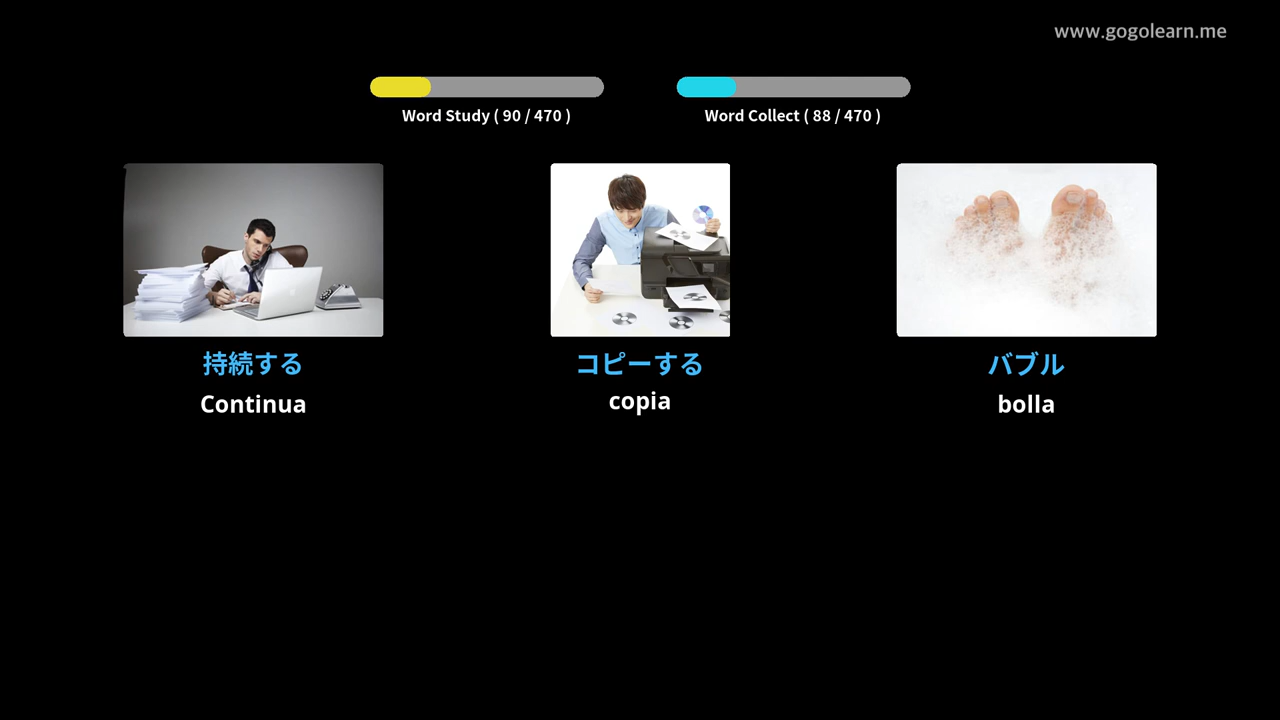 www.gogolearn.me
Word Study ( 90 / 470 )
Word Collect ( 88 / 470 )
持続する
Continua
コピーする
copia
バブル
bolla